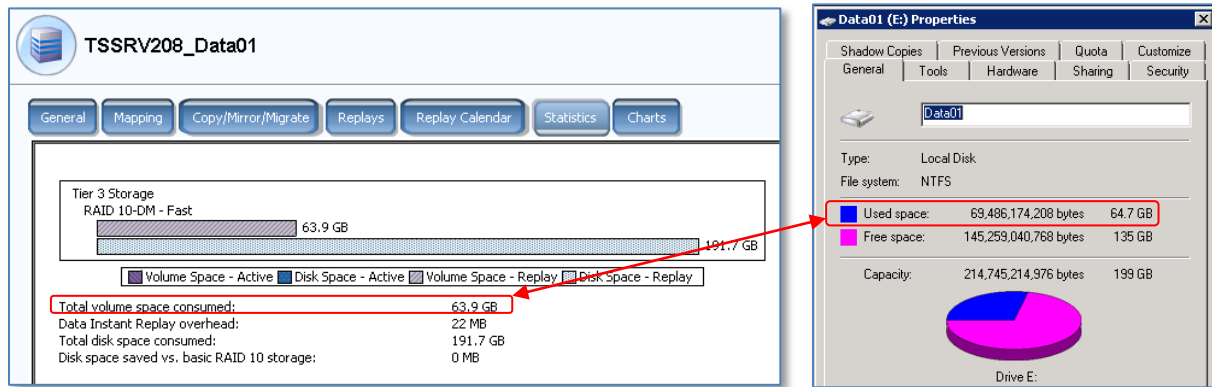 TSSRV208_Data01
General Mapping Copy/Mirror/Migrate Replays Replay Calendar Statistics Charts
Tier 3 Storage
RAID 10-DM - Fast
63.9 GB
191.7 GB
Volume Space - Active Disk Space - Active Volume Space - Replay Disk Space - Replay
Total volume space consumed: 63.9 GB
Data Instant Replay overhead: 22 MB
Total disk space consumed: 191.7 GB
Disk space saved vs. basic RAID 10 storage: 0 MB
Data01 (E:) Properties
Shadow Copies Previous Versions Quota Customize
General Tools Hardware Sharing Security
Data01
Type: Local Disk
File system: NTFS
Used space: 69,486,174,208 bytes 64.7 GB
Free space: 145,259,040,768 bytes 135 GB
Capacity: 214,745,214,976 bytes 199 GB
Drive E: